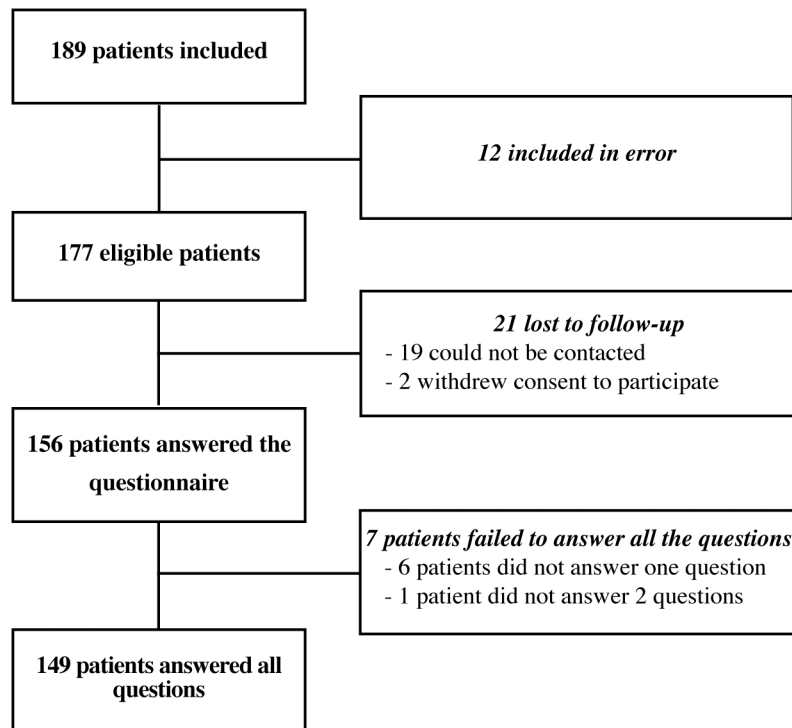 189 patients included
12 included in error
177 eligible patients
21 lost to follow-up
- 19 could not be contacted
- 2 withdrew consent to participate
156 patients answered the
questionnaire
7 patients failed to answer all the questions
- 6 patients did not answer one question
- 1 patient did not answer 2 questions
149 patients answered all
questions